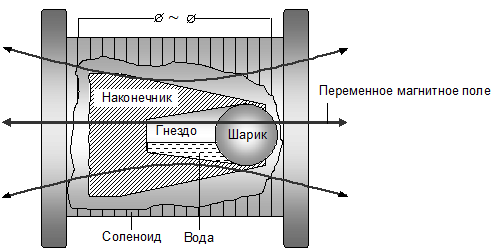 ⌀ ~ ⌀
Наконечник
Переменное магнитное поле
Гнездо
Шарик
Соленоид
Вода